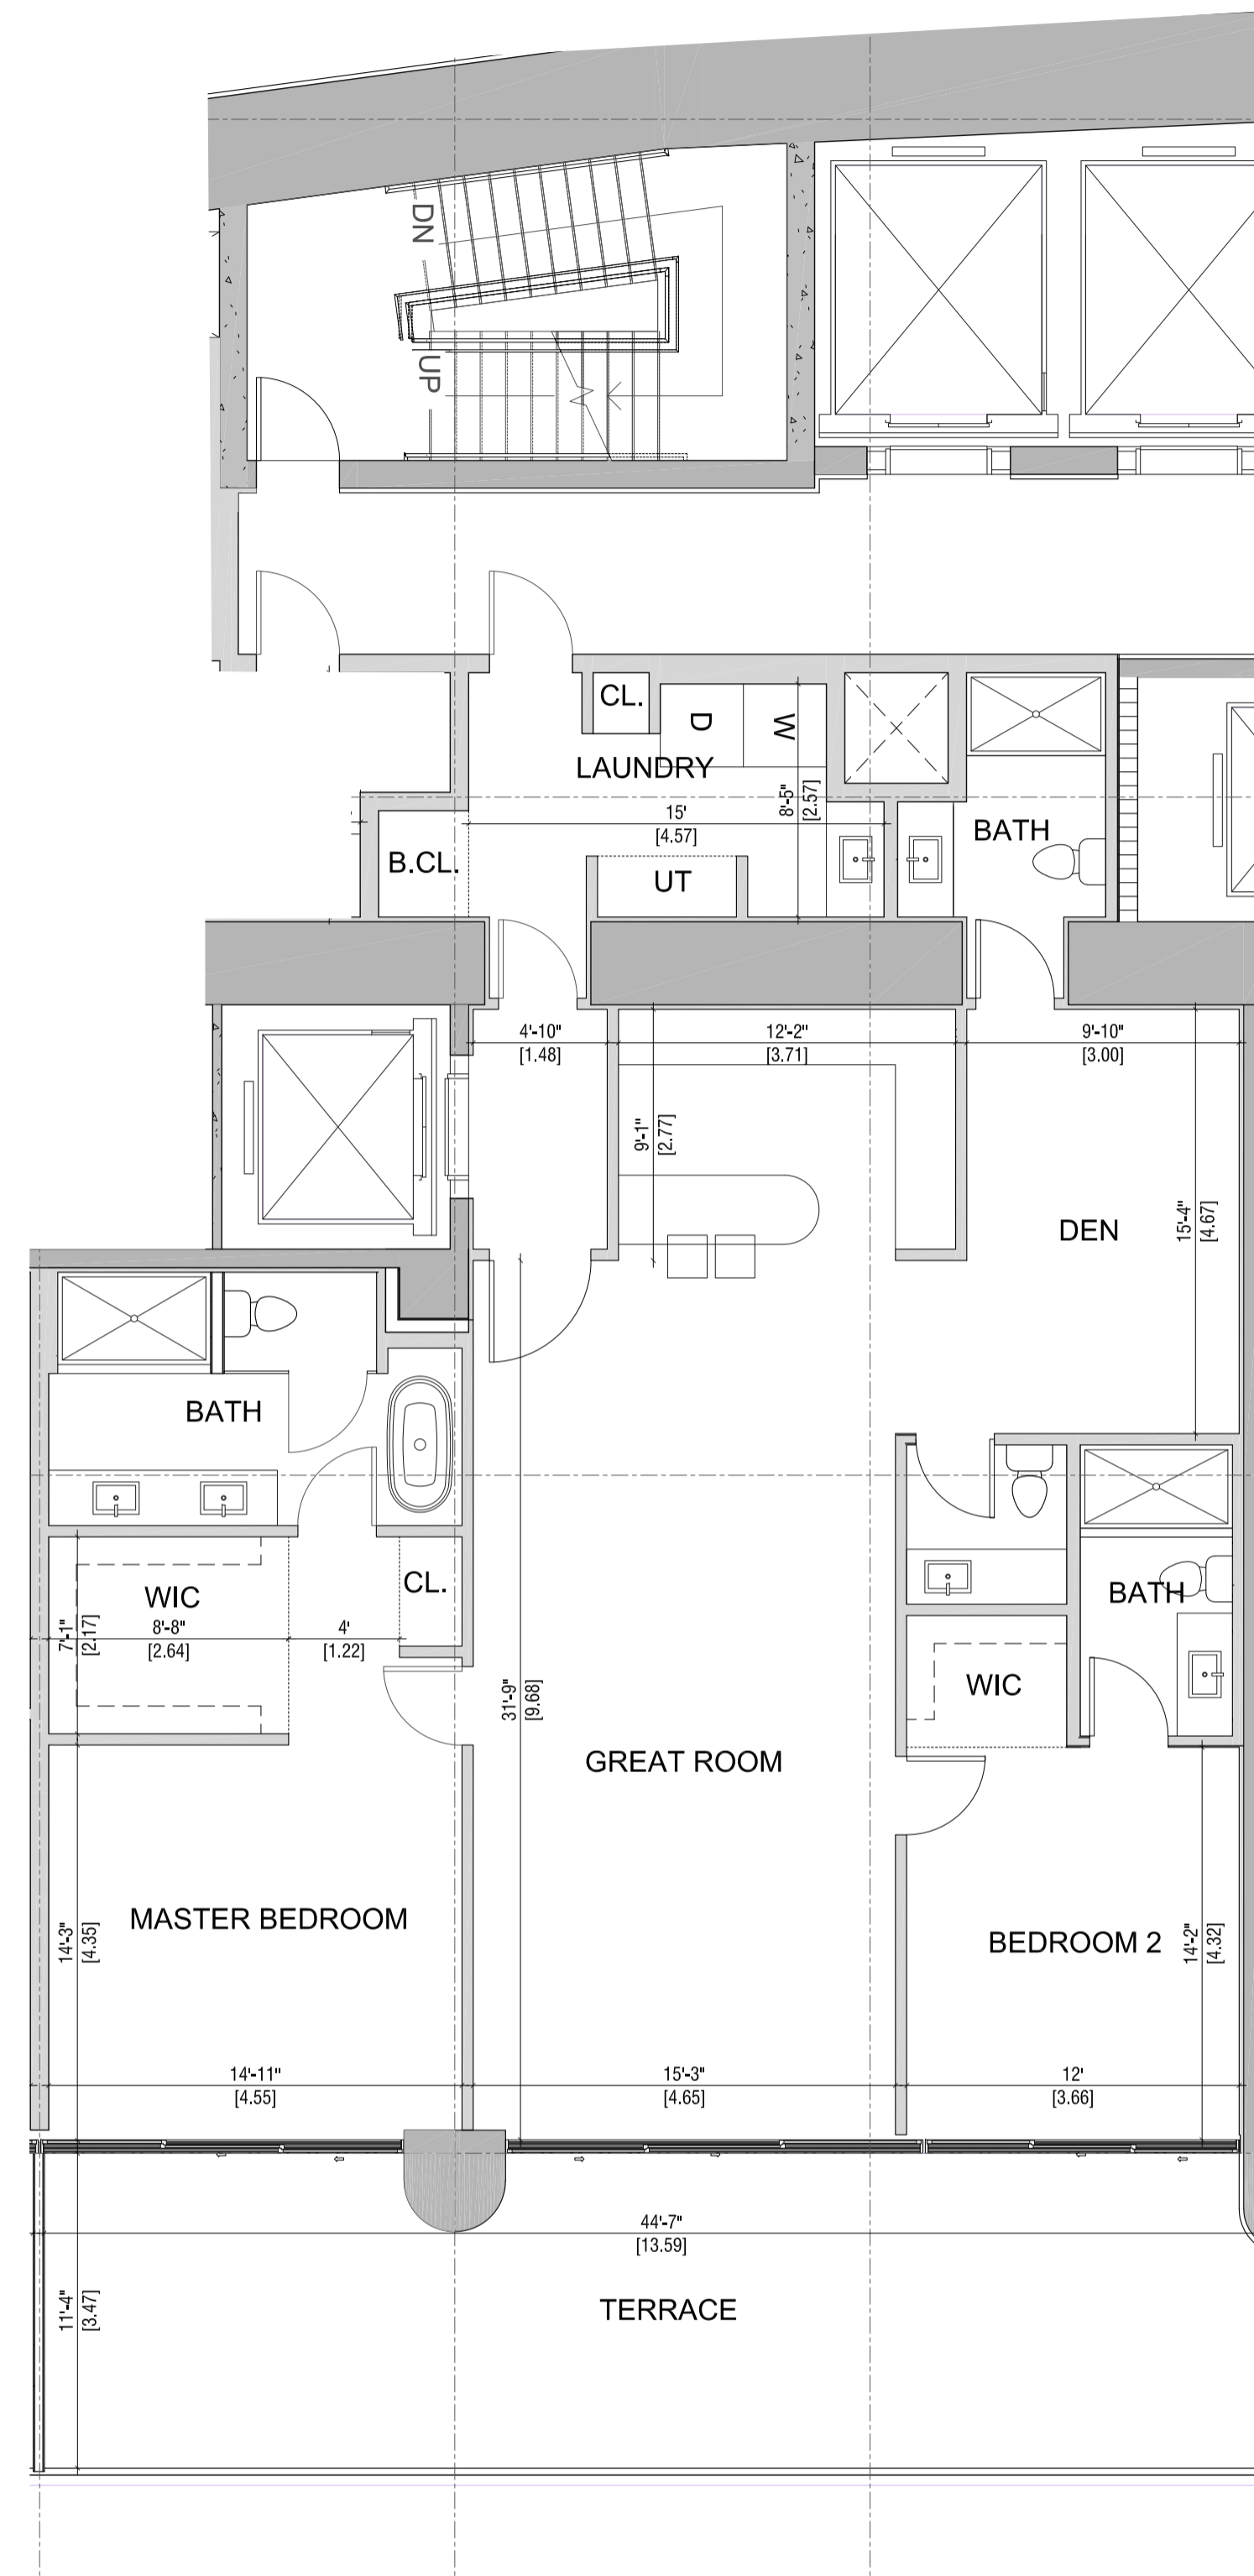 DN
UP
CL.
D
W
LAUNDRY
8'-5"
[2.57]
15'
[4.57]
BATH
B.CL.
UT
4'-10"
[1.48]
12'-2"
[3.71]
9'-10"
[3.00]
9'-1"
[2.77]
15'-4"
[4.67]
DEN
BATH
WIC
CL.
8'-8"
[2.64]
4'
[1.22]
7'-1"
[2.17]
BATH
WIC
31'-9"
[9.68]
GREAT ROOM
MASTER BEDROOM
14'-3"
[4.35]
BEDROOM 2
14'-2"
[4.32]
14'-11"
[4.55]
15'-3"
[4.65]
12'
[3.66]
44'-7"
[13.59]
TERRACE
11'-4"
[3.47]